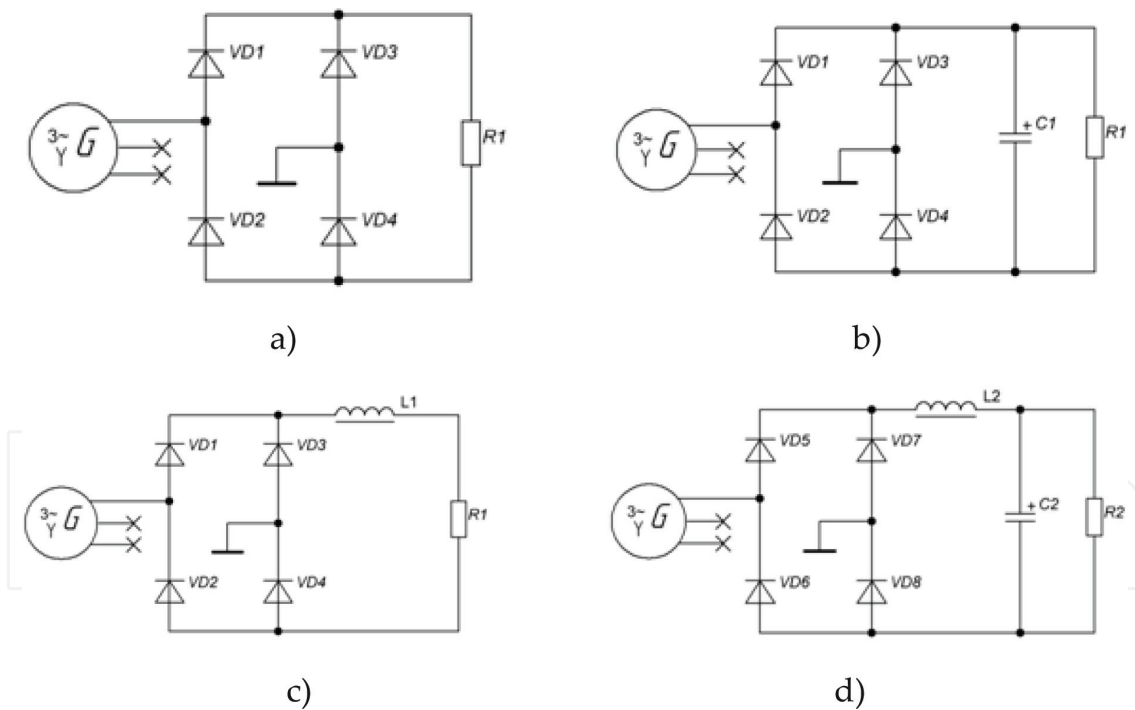 VD1
VD3
3~
Y G
R1
VD2
VD4
a)
VD1
VD3
+ C1
3~
Y G
R1
VD2
VD4
b)
L1
VD1
VD3
3~
Y G
R1
VD2
VD4
c)
L2
VD5
VD7
3~
Y G
+ C2
R2
VD6
VD8
d)